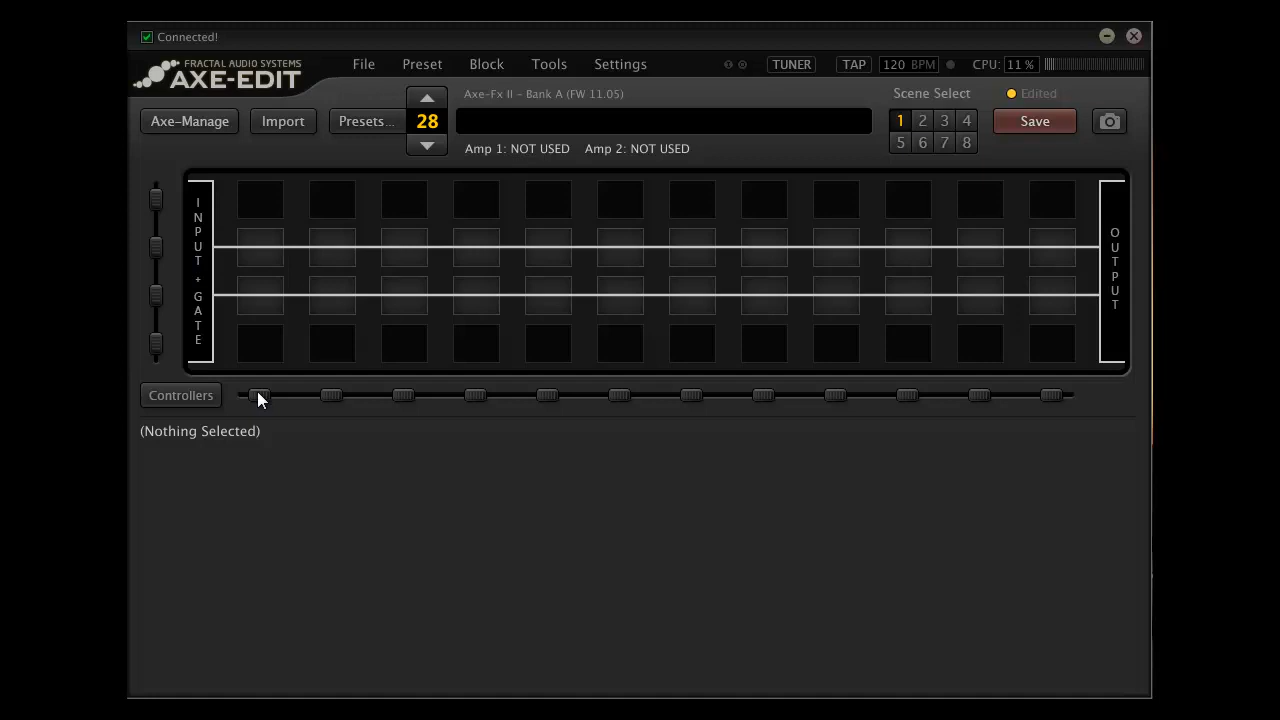 Connected!
FRACTAL AUDIO SYSTEMS
AXE-EDIT
File Preset Block Tools Settings
TUNER TAP 120 BPM CPU: 11 %
Axe-Fx II – Bank A (FW 11.05)
Scene Select
Edited
Axe-Manage Import Presets... 28
1 2 3 4
5 6 7 8
Save
Amp 1: NOT USED Amp 2: NOT USED
INPUT + GATE
OUTPUT
Controllers
(Nothing Selected)